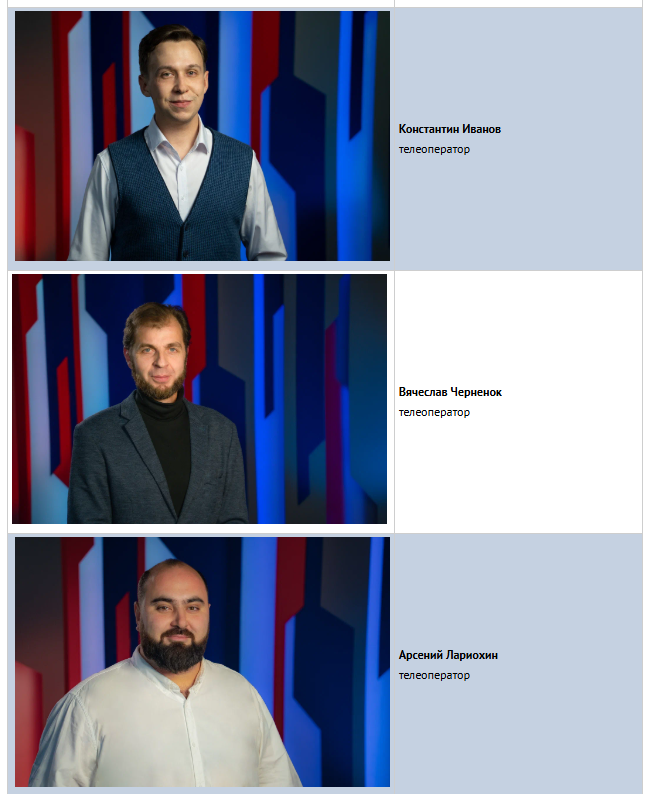 Константин Иванов
телеоператор
Вячеслав Черненок
телеоператор
Арсений Лариохин
телеоператор